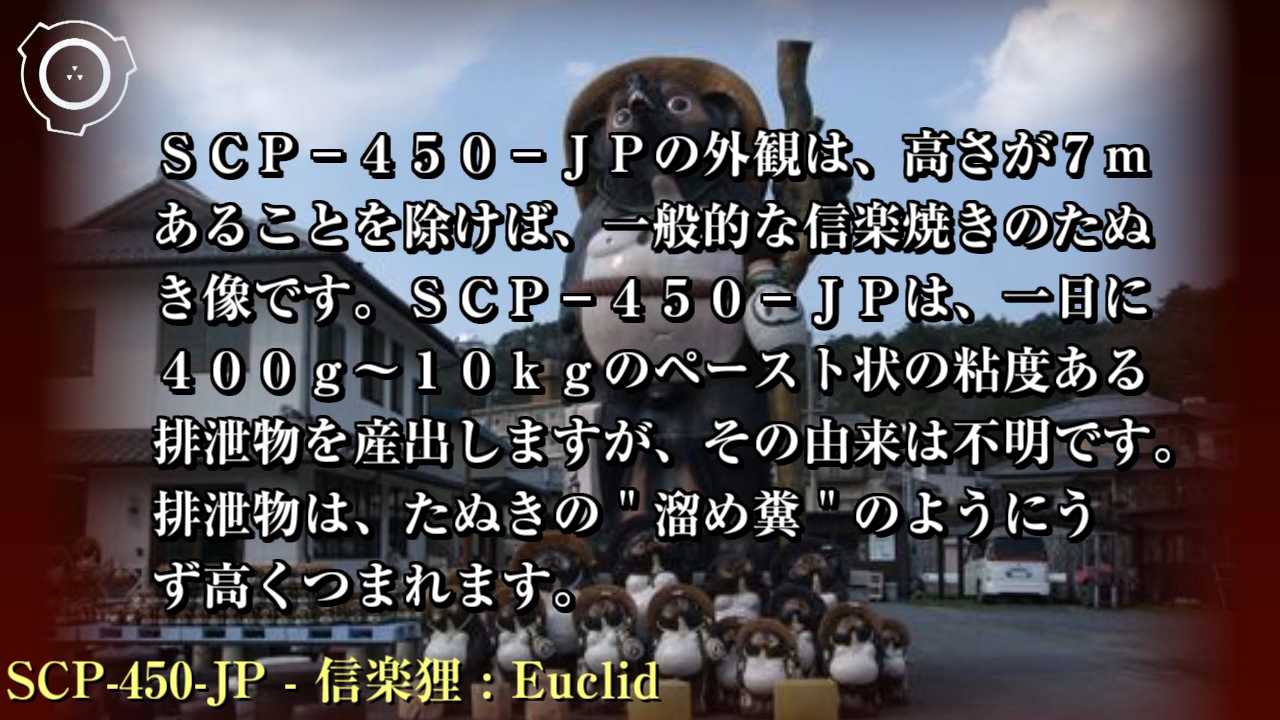 ＳＣＰ－４５０－ＪＰの外観は、高さが７ｍ
あることを除けば、一般的な信楽焼きのたぬ
き像です。ＳＣＰ－４５０－ＪＰは、一日に
４００ｇ～１０ｋｇのペースト状の粘度ある
排泄物を産出しますが、その由来は不明です。
排泄物は、たぬきの＂溜め糞＂のようにう
ず高くつまれます。
SCP-450-JP - 信楽狸：Euclid